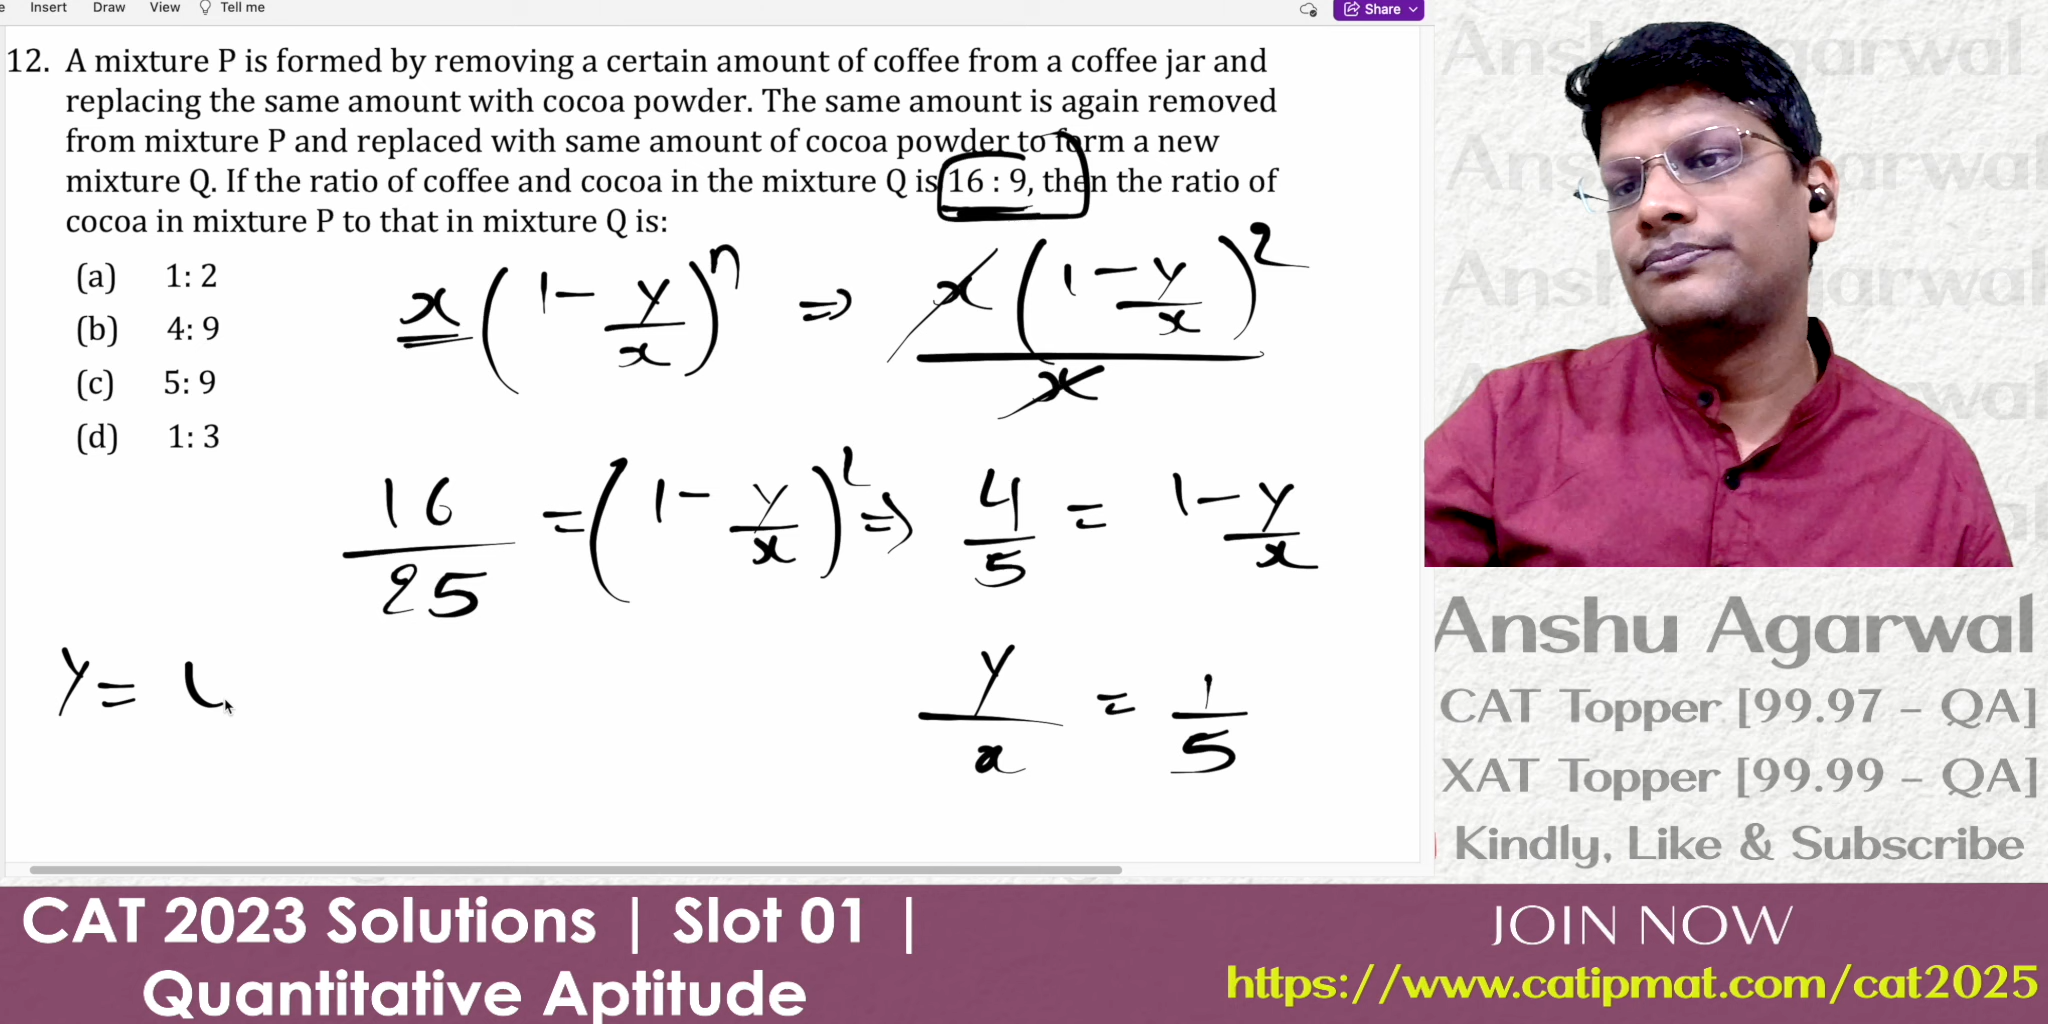 Insert Draw View Tell me Share
12. A mixture P is formed by removing a certain amount of coffee from a coffee jar and
replacing the same amount with cocoa powder. The same amount is again removed
from mixture P and replaced with same amount of cocoa powder to form a new
mixture Q. If the ratio of coffee and cocoa in the mixture Q is 16 : 9, then the ratio of
cocoa in mixture P to that in mixture Q is:
(a) 1: 2
(b) 4: 9
(c) 5: 9
(d) 1: 3
x(1 - y/x)^n ⇒ x(1 - y/x)^2 / x
16/25 = (1 - y/x)^2 ⇒ 4/5 = 1 - y/x
y =
y/x = 1/5
Anshu Agarwal
CAT Topper [99.97 – QA]
XAT Topper [99.99 – QA]
Kindly, Like & Subscribe
CAT 2023 Solutions | Slot 01 |
Quantitative Aptitude
JOIN NOW
https://www.catipmat.com/cat2025